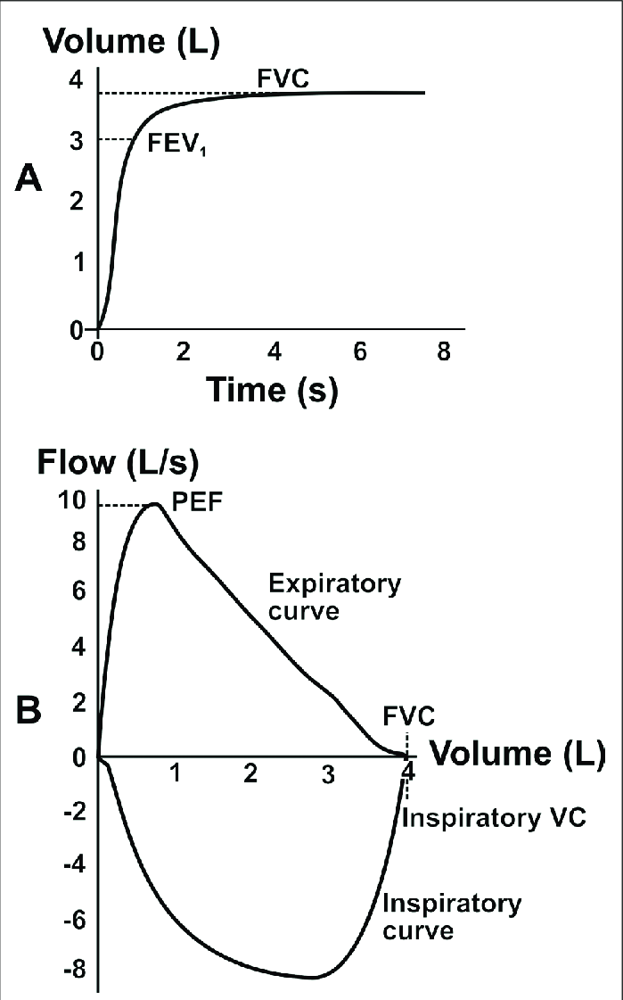 Volume (L)
4
FVC
3
FEV₁
A
2
1
0
0 2 4 6 8
Time (s)
Flow (L/s)
10
PEF
8
6
Expiratory
curve
4
2
B
FVC
0
Volume (L)
1 2 3 4
-2
Inspiratory VC
-4
Inspiratory
curve
-6
-8